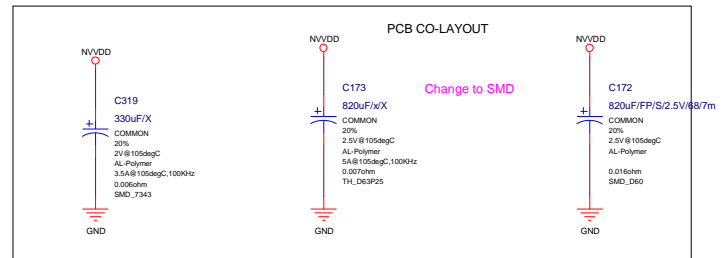 PCB CO-LAYOUT
NVVDD
C319
330uF/X
COMMON
20%
2V@105degC
AL-Polymer
3.5A@105degC,100KHz
0.006ohm
SMD_7343
GND
NVVDD
C173
820uF/x/X
COMMON
20%
2.5V@105degC
AL-Polymer
5A@105degC,100KHz
0.007ohm
TH_D63P25
GND
Change to SMD
NVVDD
C172
820uF/FP/S/2.5V/68/7m
COMMON
20%
2.5V@105degC
AL-Polymer
0.016ohm
SMD_D60
GND